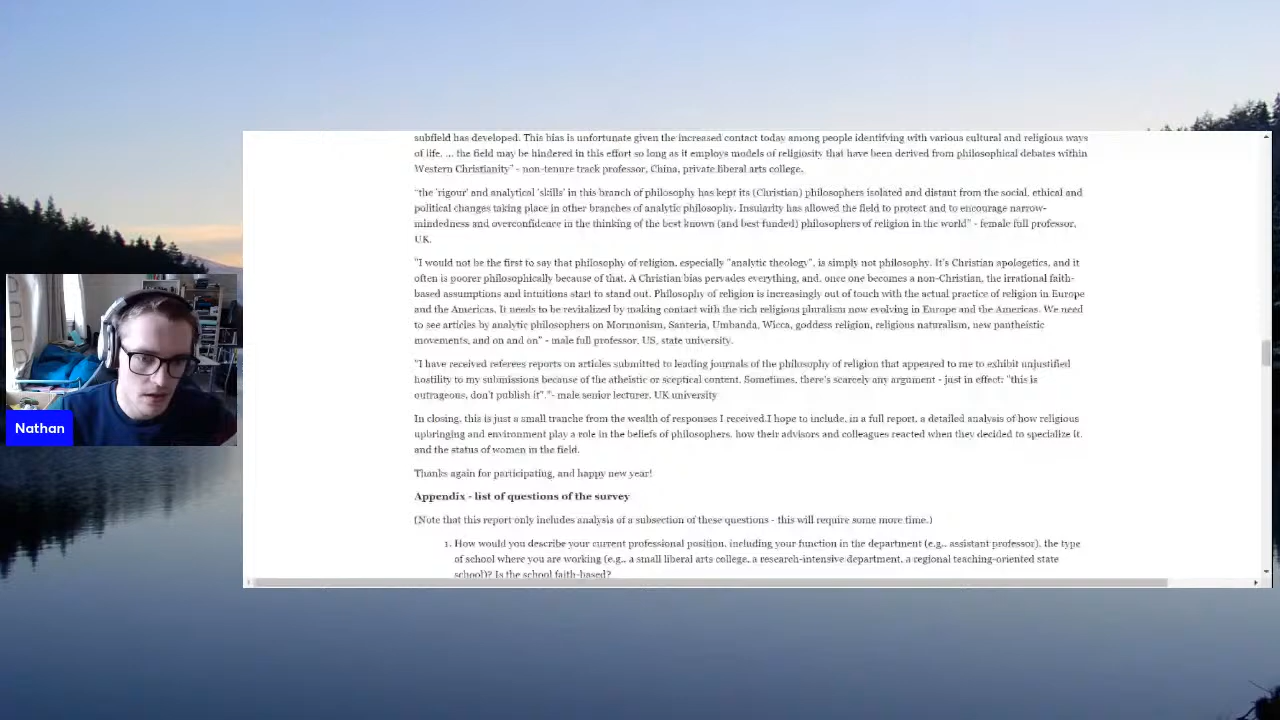 subfield has developed. This bias is unfortunate given the increased contact today among people identifying with various cultural and religious ways
of life. ... the field may be hindered in this effort so long as it employs models of religiosity that have been derived from philosophical debates within
Western Christianity" - non-tenure track professor, China, private liberal arts college.
"the 'rigour' and analytical 'skills' in this branch of philosophy has kept its (Christian) philosophers isolated and distant from the social, ethical and
political changes taking place in other branches of analytic philosophy. Insularity has allowed the field to protect and to encourage narrow-
mindedness and overconfidence in the thinking of the best known (and best funded) philosophers of religion in the world" - female full professor,
UK.
"I would not be the first to say that philosophy of religion, especially "analytic theology", is simply not philosophy. It's Christian apologetics, and it
often is poorer philosophically because of that. A Christian bias pervades everything, and, once one becomes a non-Christian, the irrational faith-
based assumptions and intuitions start to stand out. Philosophy of religion is increasingly out of touch with the actual practice of religion in Europe
and the Americas. It needs to be revitalized by making contact with the rich religious pluralism now evolving in Europe and the Americas. We need
to see articles by analytic philosophers on Mormonism, Santeria, Umbanda, Wicca, goddess religion, religious naturalism, new pantheistic
movements, and on and on" - male full professor, US, state university.
"I have received referees reports on articles submitted to leading journals of the philosophy of religion that appeared to me to exhibit unjustified
hostility to my submissions because of the atheistic or sceptical content. Sometimes, there's scarcely any argument - just in effect: "this is
outrageous, don't publish it"."- male senior lecturer, UK university
In closing, this is just a small tranche from the wealth of responses I received.I hope to include, in a full report, a detailed analysis of how religious
upbringing and environment play a role in the beliefs of philosophers, how their advisors and colleagues reacted when they decided to specialize it,
and the status of women in the field.
Thanks again for participating, and happy new year!
Appendix - list of questions of the survey
(Note that this report only includes analysis of a subsection of these questions - this will require some more time.)
1. How would you describe your current professional position, including your function in the department (e.g., assistant professor), the type
of school where you are working (e.g., a small liberal arts college, a research-intensive department, a regional teaching-oriented state
school)? Is the school faith-based?
Nathan